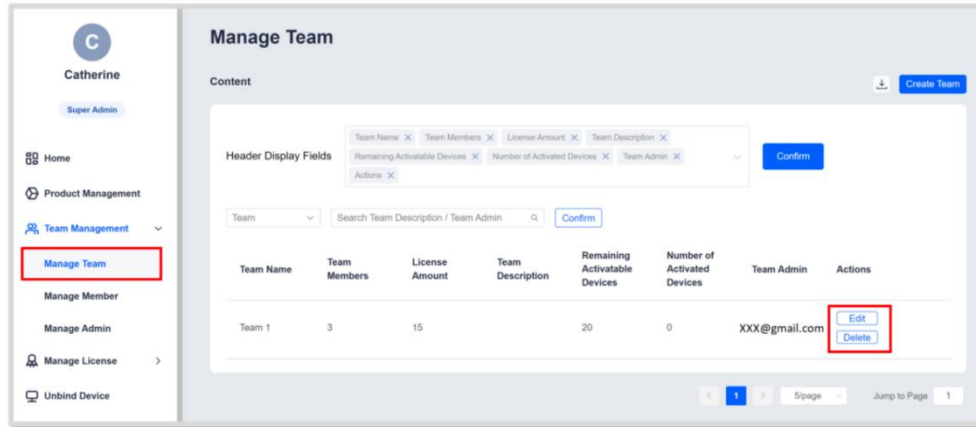 C
Catherine
Super Admin
Home
Product Management
Team Management
Manage Team
Manage Member
Manage Admin
Manage License
Unbind Device
Manage Team
Content
Create Team
Header Display Fields
Team Name × Team Members × License Amount × Team Description ×
Remaining Activatable Devices × Number of Activated Devices × Team Admin ×
Actions ×
Confirm
Team
Search Team Description / Team Admin
Confirm
Team Name
Team
Members
License
Amount
Team
Description
Remaining
Activatable
Devices
Number of
Activated
Devices
Team Admin
Actions
Team 1
3
15
20
0
XXX@gmail.com
Edit
Delete
1
5/page
Jump to Page
1